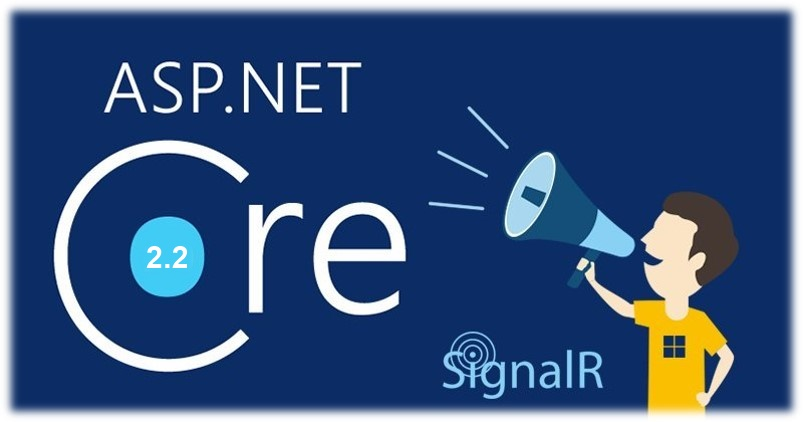 ASP.NET
Core
2.2
SignalR